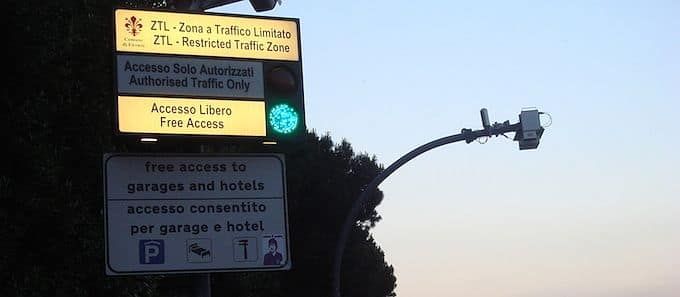 ZTL - Zona a Traffico Limitato
ZTL - Restricted Traffic Zone
Accesso Solo Autorizzati
Authorised Traffic Only
Accesso Libero
Free Access
free access to
garages and hotels
accesso consentito
per garage e hotel
P